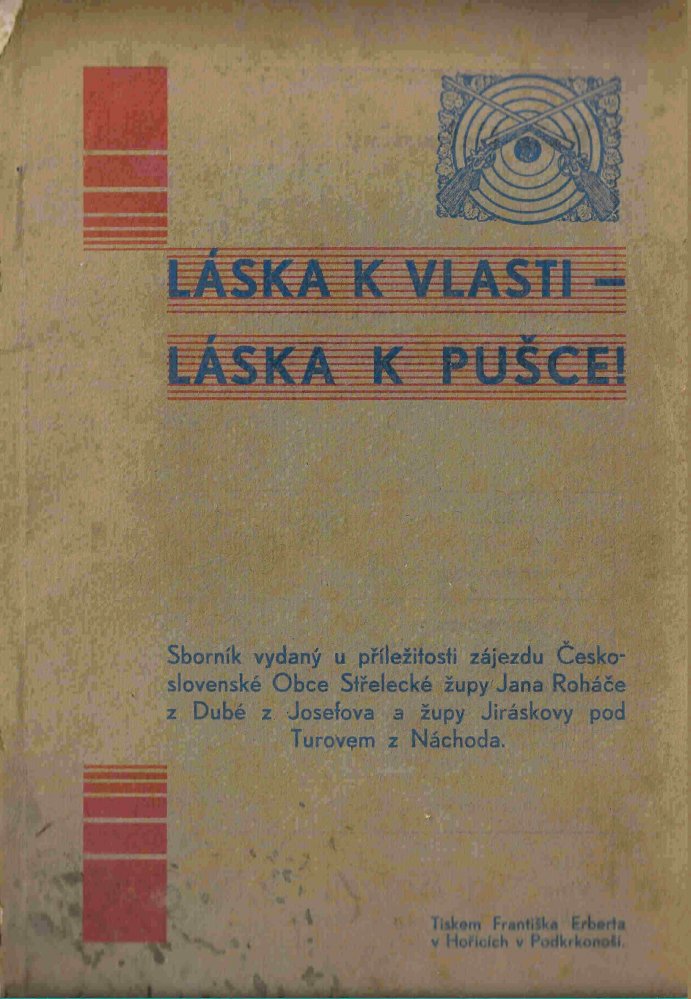 LÁSKA K VLASTI –
LÁSKA K PUŠCE!
Sborník vydaný u příležitosti zájezdu Česko-
slovenské Obce Střelecké župy Jana Roháče
z Dubé z Josefova a župy Jiráskovy pod
Turovem z Náchoda.
Tiskem Františka Erberta
v Hořicích v Podkrkonoší.